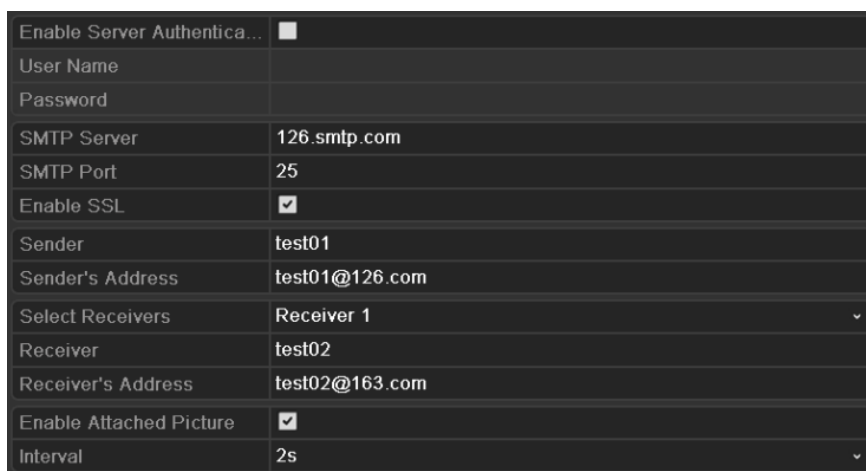 Enable Server Authentica...
User Name
Password
SMTP Server 126.smtp.com
SMTP Port 25
Enable SSL
Sender test01
Sender's Address test01@126.com
Select Receivers Receiver 1
Receiver test02
Receiver's Address test02@163.com
Enable Attached Picture
Interval 2s